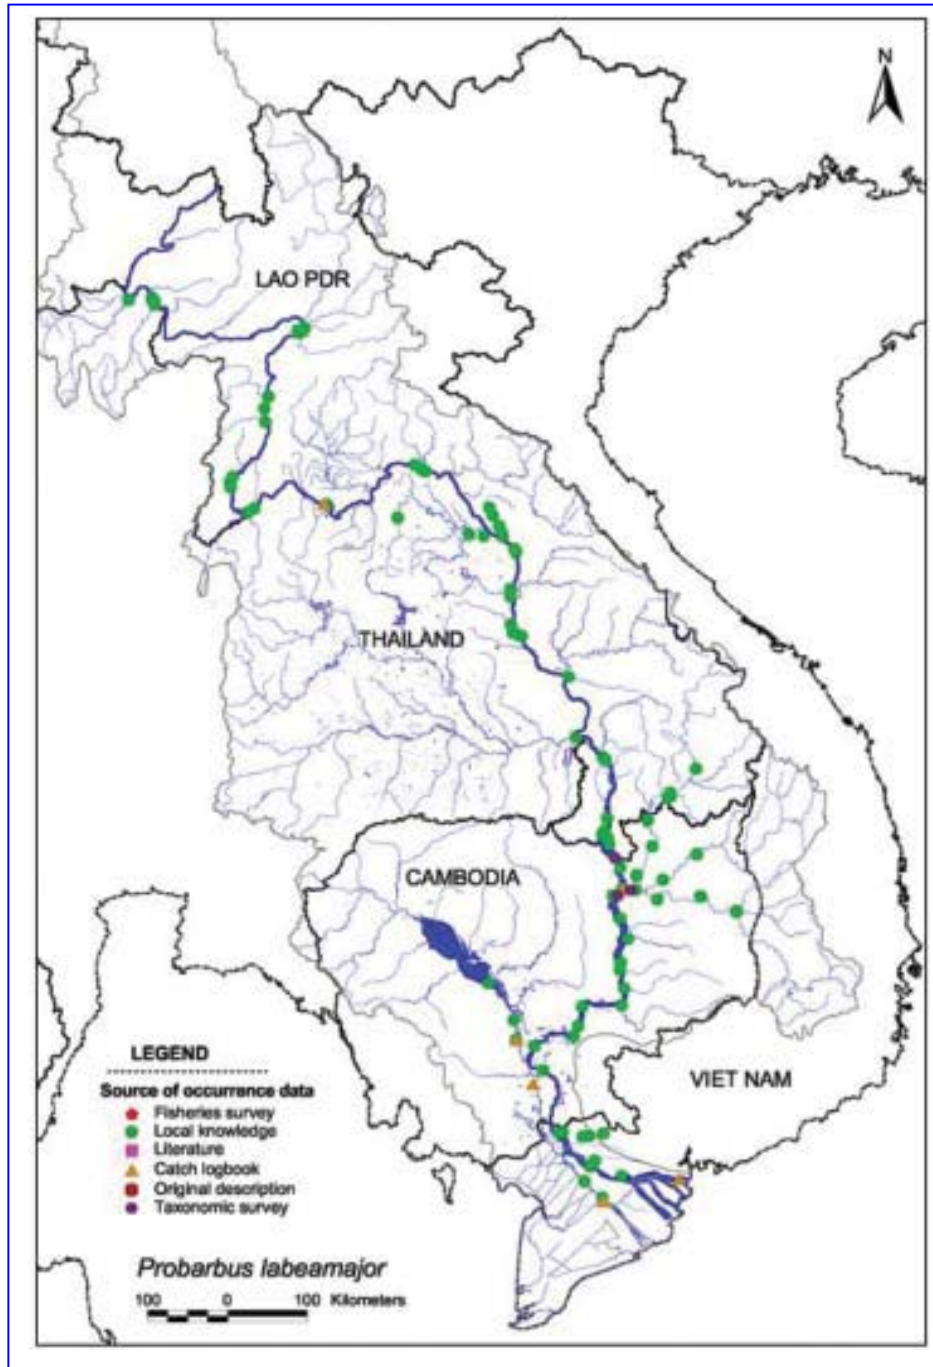 N
LAO PDR
THAILAND
CAMBODIA
VIET NAM
LEGEND
Source of occurrence data
Fisheries survey
Local knowledge
Literature
Catch logbook
Original description
Taxonomic survey
Probarbus labeamajor
100 0 100 Kilometers